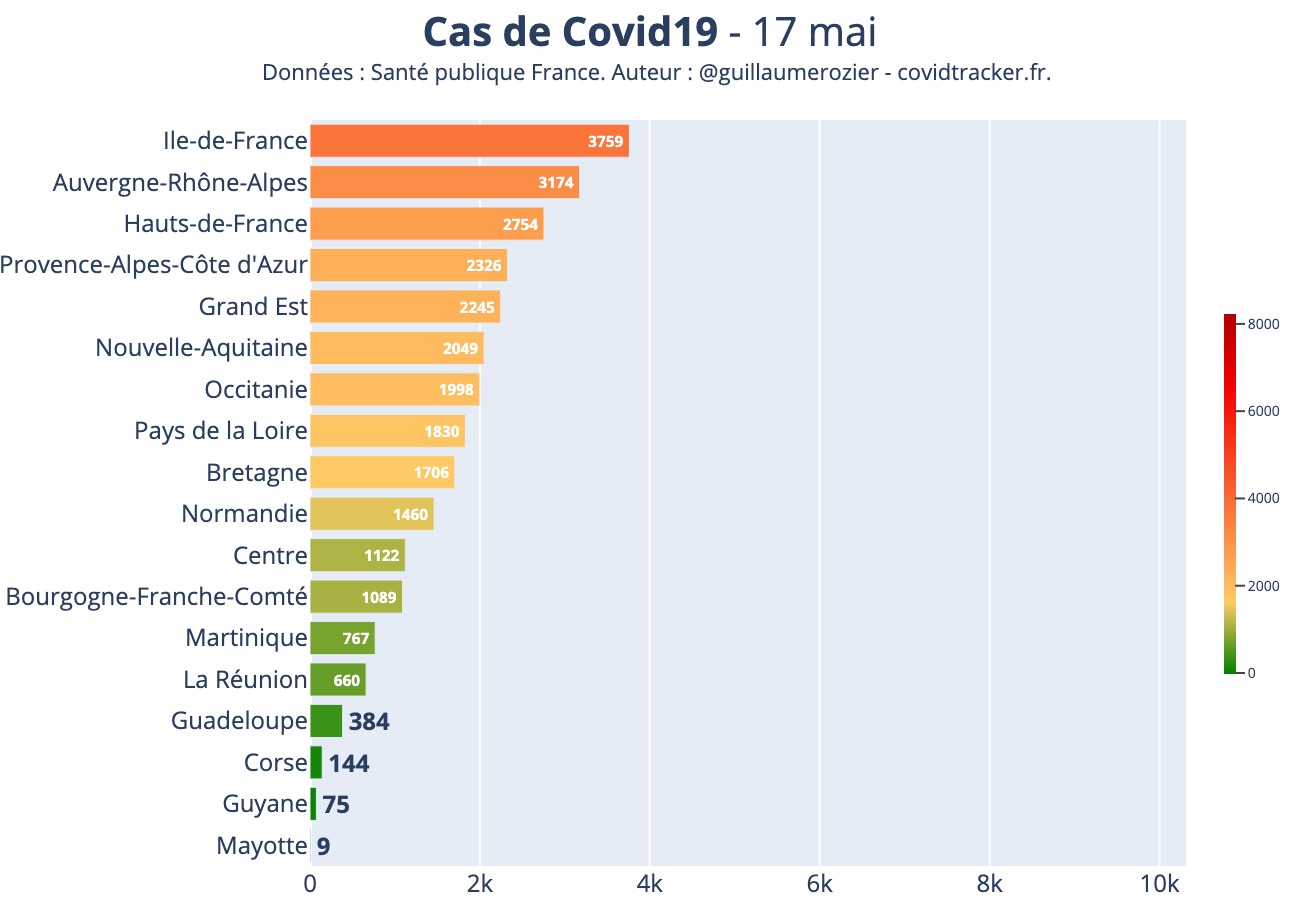 Cas de Covid19 - 17 mai
Données : Santé publique France. Auteur : @guillaumerozier - covidtracker.fr.
Ile-de-France 3759
Auvergne-Rhône-Alpes 3174
Hauts-de-France 2754
Provence-Alpes-Côte d'Azur 2326
Grand Est 2245
Nouvelle-Aquitaine 2049
Occitanie 1998
Pays de la Loire 1830
Bretagne 1706
Normandie 1460
Centre 1122
Bourgogne-Franche-Comté 1089
Martinique 767
La Réunion 660
Guadeloupe 384
Corse 144
Guyane 75
Mayotte 9
0 2k 4k 6k 8k 10k
8000
6000
4000
2000
0